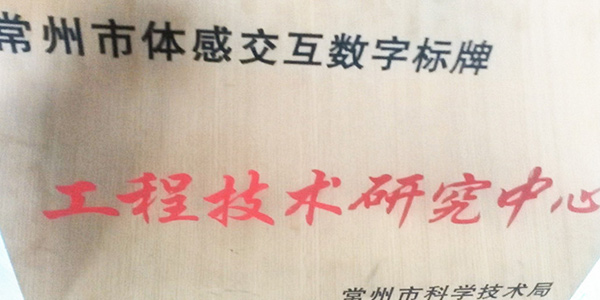 常州市体感交互数字标牌
工程技术研究中心
常州市科学技术局